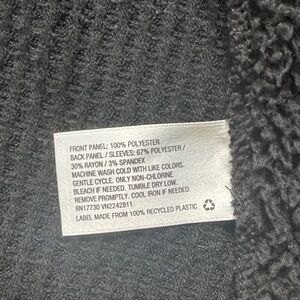 FRONT PANEL: 100% POLYESTER
BACK PANEL / SLEEVES: 67% POLYESTER /
30% RAYON / 3% SPANDEX
MACHINE WASH COLD WITH LIKE COLORS.
GENTLE CYCLE. ONLY NON-CHLORINE
BLEACH IF NEEDED. TUMBLE DRY LOW.
REMOVE PROMPTLY. COOL IRON IF NEEDED.
RN17730 VN2242811
LABEL MADE FROM 100% RECYCLED PLASTIC